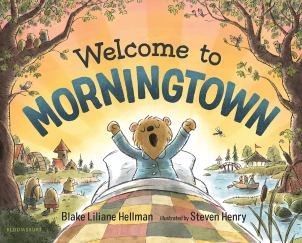 Welcome to
MORNINGTOWN
BLOOMSBURY
Blake Liliane Hellman illustrated by Steven Henry